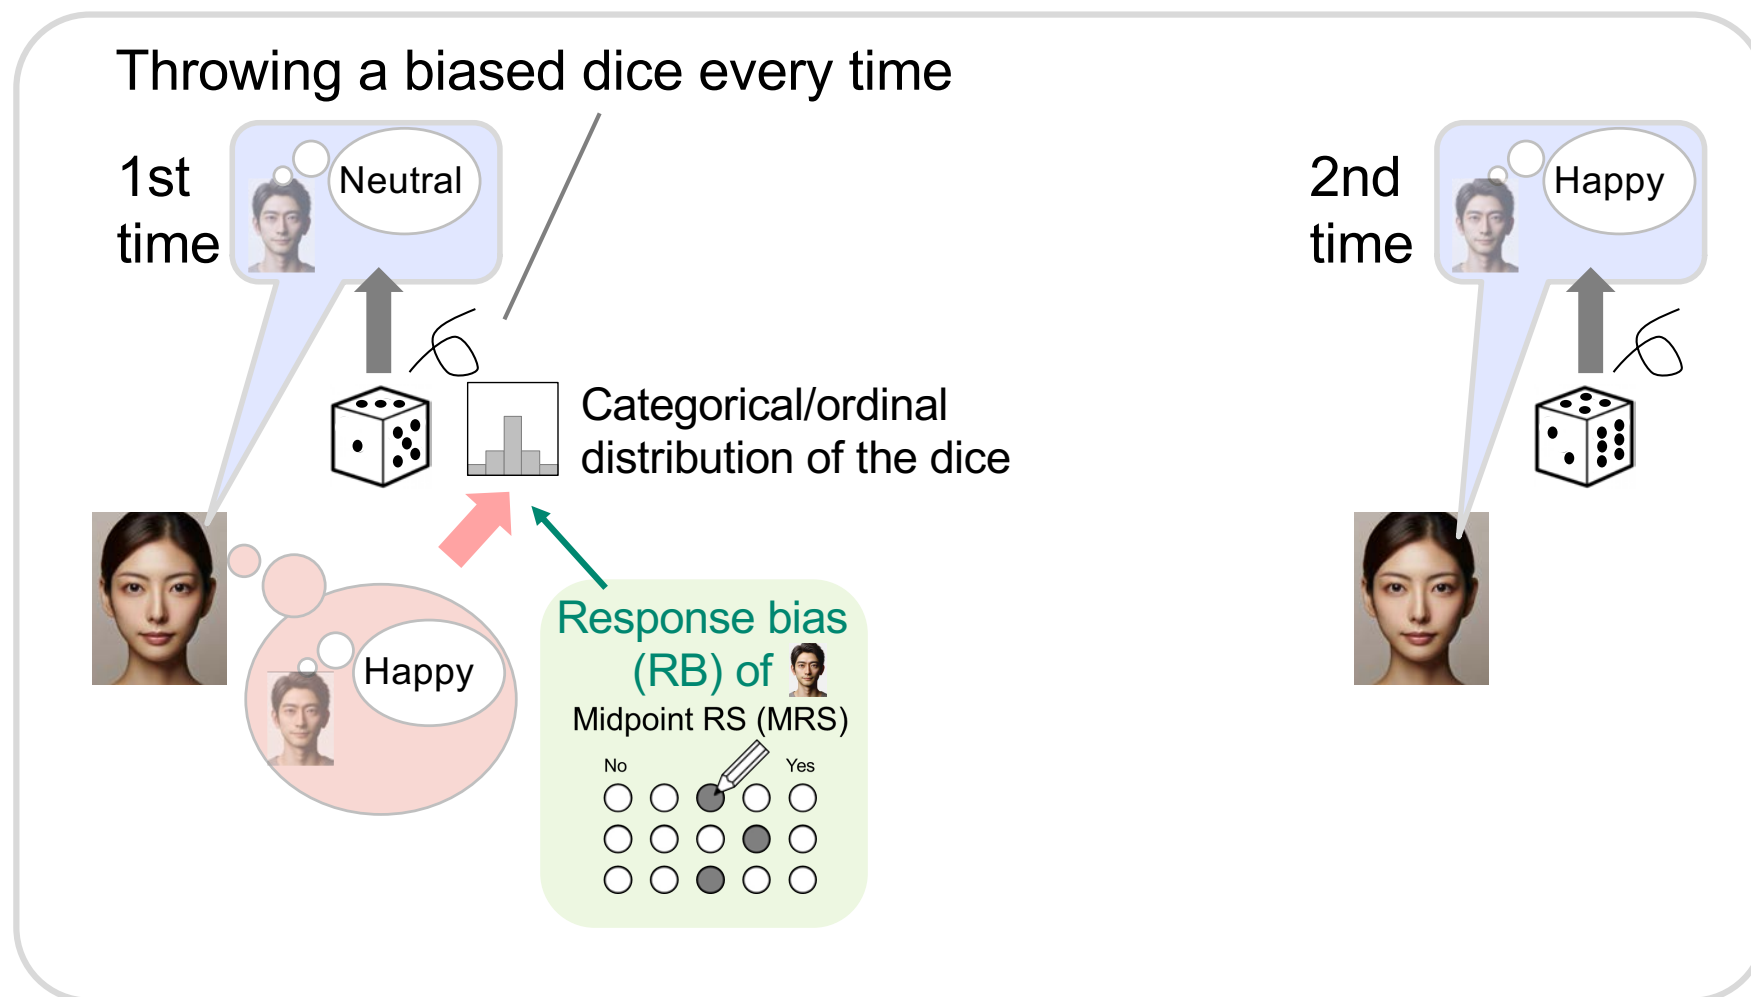 Throwing a biased dice every time
1st
time
Neutral
2nd
time
Happy
Categorical/ordinal
distribution of the dice
Happy
Response bias
(RB) of
Midpoint RS (MRS)
No Yes